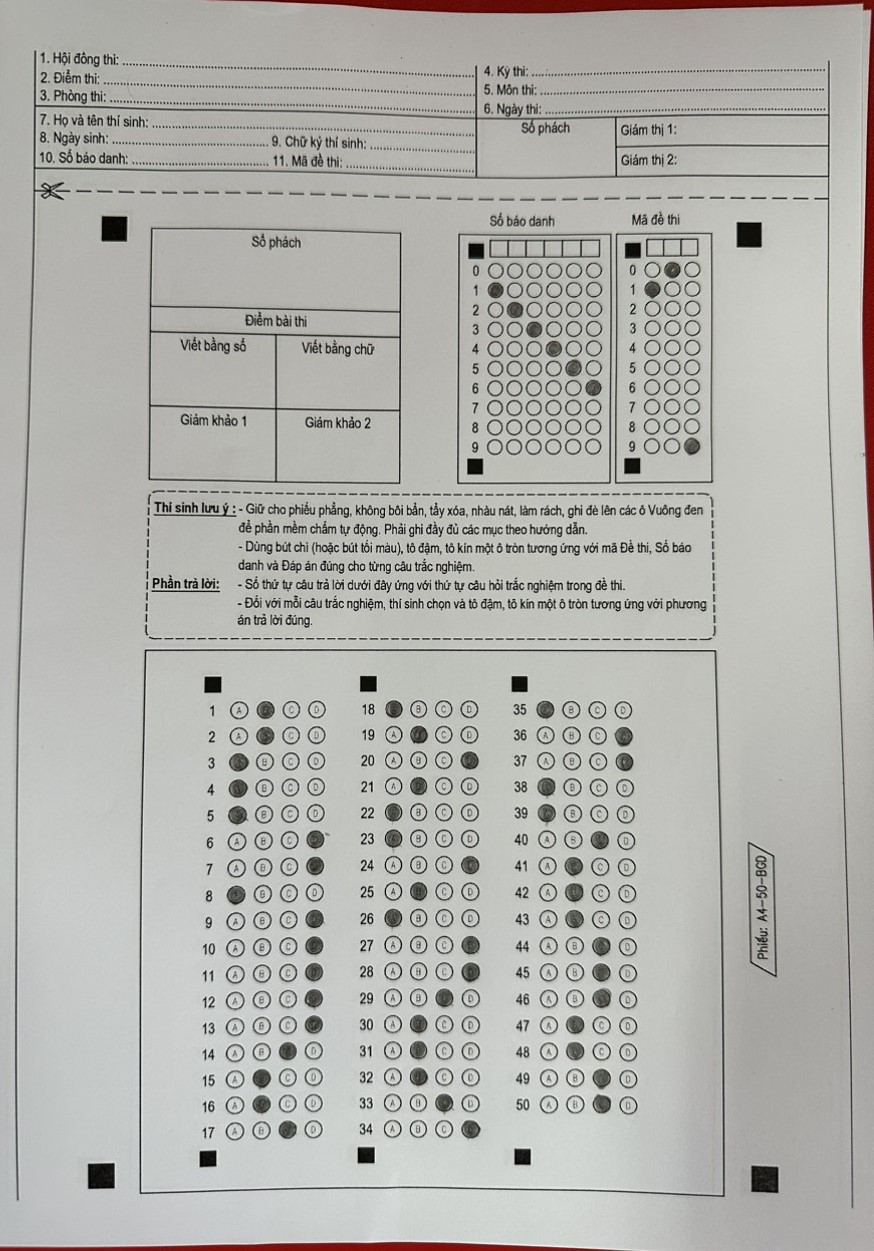 1. Hội đồng thi: ........................
2. Điểm thi: ........................
3. Phòng thi: ........................
4. Kỳ thi: ........................
5. Môn thi: ........................
6. Ngày thi: ........................
7. Họ và tên thí sinh: ........................
8. Ngày sinh: ........................ 9. Chữ ký thí sinh: ........................
10. Số báo danh: ........................ 11. Mã đề thi: ........................
Số phách
Giám thị 1:
Giám thị 2:
Số phách
Điểm bài thi
Viết bằng số Viết bằng chữ
Giám khảo 1 Giám khảo 2
Số báo danh Mã đề thi
0 0
1 1
2 2
3 3
4 4
5 5
6 6
7 7
8 8
9 9
Thí sinh lưu ý : - Giữ cho phiếu phẳng, không bôi bẩn, tẩy xóa, nhàu nát, làm rách, ghi đè lên các ô Vuông đen
để phần mềm chấm tự động. Phải ghi đầy đủ các mục theo hướng dẫn.
- Dùng bút chì (hoặc bút tối màu), tô đậm, tô kín một ô tròn tương ứng với mã Đề thi, Số báo
danh và Đáp án đúng cho từng câu trắc nghiệm.
Phần trả lời: - Số thứ tự câu trả lời dưới đây ứng với thứ tự câu hỏi trắc nghiệm trong đề thi.
- Đối với mỗi câu trắc nghiệm, thí sinh chọn và tô đậm, tô kín một ô tròn tương ứng với phương
án trả lời đúng.
1 A C D 18 B C D 35 B C D
2 A C D 19 A C D 36 A B C
3 B C D 20 A B C 37 A B C
4 B C D 21 A C D 38 B C D
5 B C D 22 B C D 39 B C D
6 A B C 23 B C D 40 A B D
7 A B C 24 A B C 41 A C D
8 B C D 25 A C D 42 A C D
9 A B C 26 B C D 43 A C D
10 A B C 27 A B C 44 A B D
11 A B C 28 A B C 45 A B D
12 A B C 29 A B D 46 A B D
13 A B C 30 A C D 47 A C D
14 A B D 31 A C D 48 A C D
15 A C D 32 A C D 49 A B D
16 A C D 33 A B D 50 A B D
17 A B D 34 A B C
Phiếu: A4-50-BGD